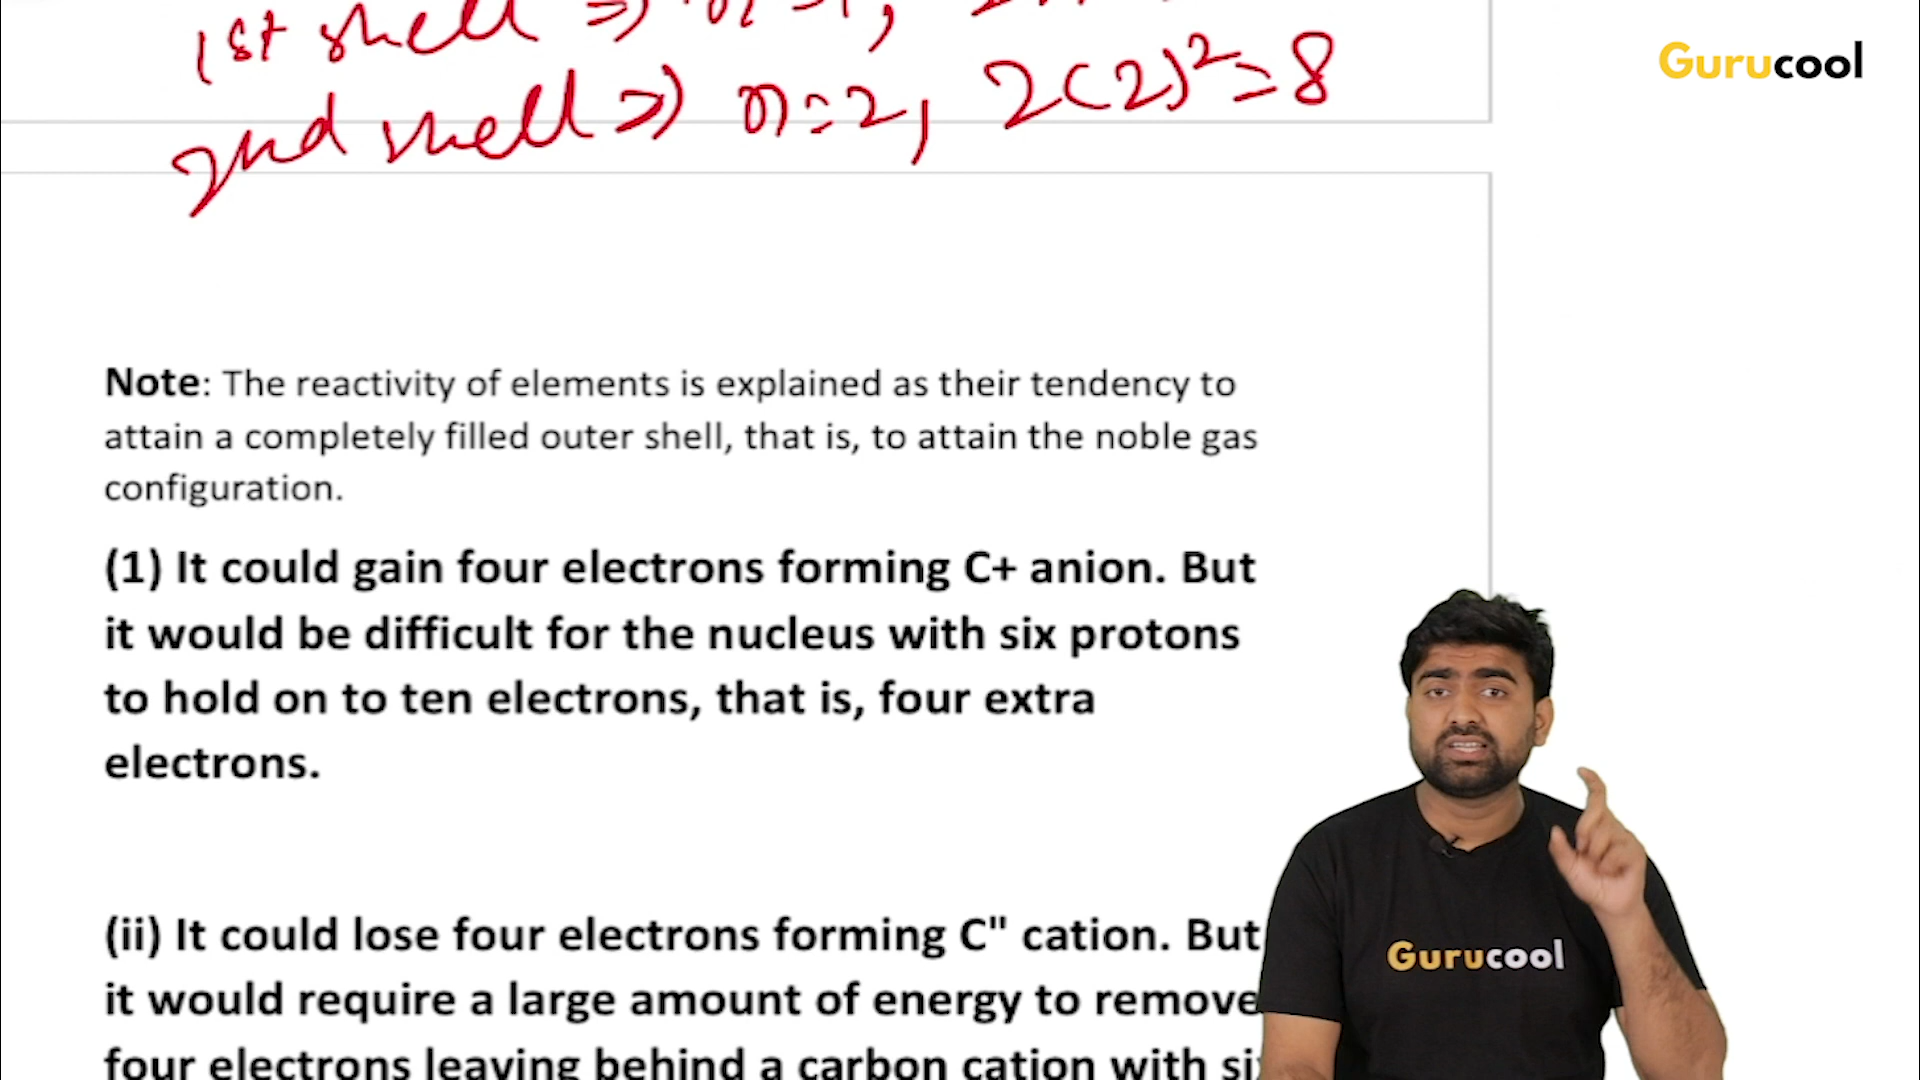 1st shell =>
2nd shell => n=2, 2(2)²=8
Gurucool
Note: The reactivity of elements is explained as their tendency to
attain a completely filled outer shell, that is, to attain the noble gas
configuration.
(1) It could gain four electrons forming C+ anion. But
it would be difficult for the nucleus with six protons
to hold on to ten electrons, that is, four extra
electrons.
(ii) It could lose four electrons forming C" cation. But
it would require a large amount of energy to remove
four electrons leaving behind a carbon cation with
Gurucool